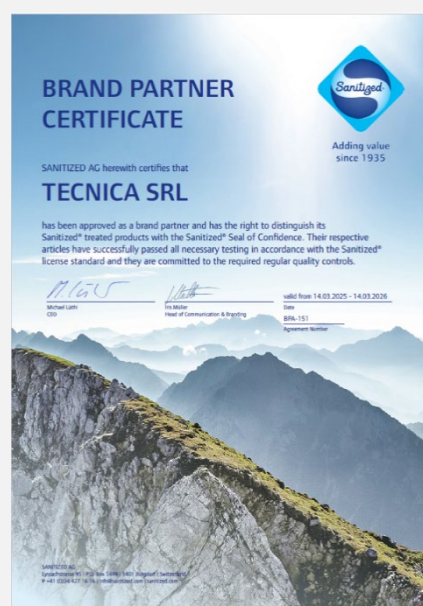 BRAND PARTNER
CERTIFICATE
Sanitized®
Adding value
since 1935
SANITIZED AG herewith certifies that
TECNICA SRL
has been approved as a brand partner and has the right to distinguish its
Sanitized® treated products with the Sanitized® Seal of Confidence. Their respective
articles have successfully passed all necessary testing in accordance with the Sanitized®
license standard and they are committed to the required regular quality controls.
Michael Lüthi
CEO
Iris Müller
Head of Communication & Branding
valid from 14.03.2025 - 14.03.2026
Date
BPA-151
Agreement Number
SANITIZED AG